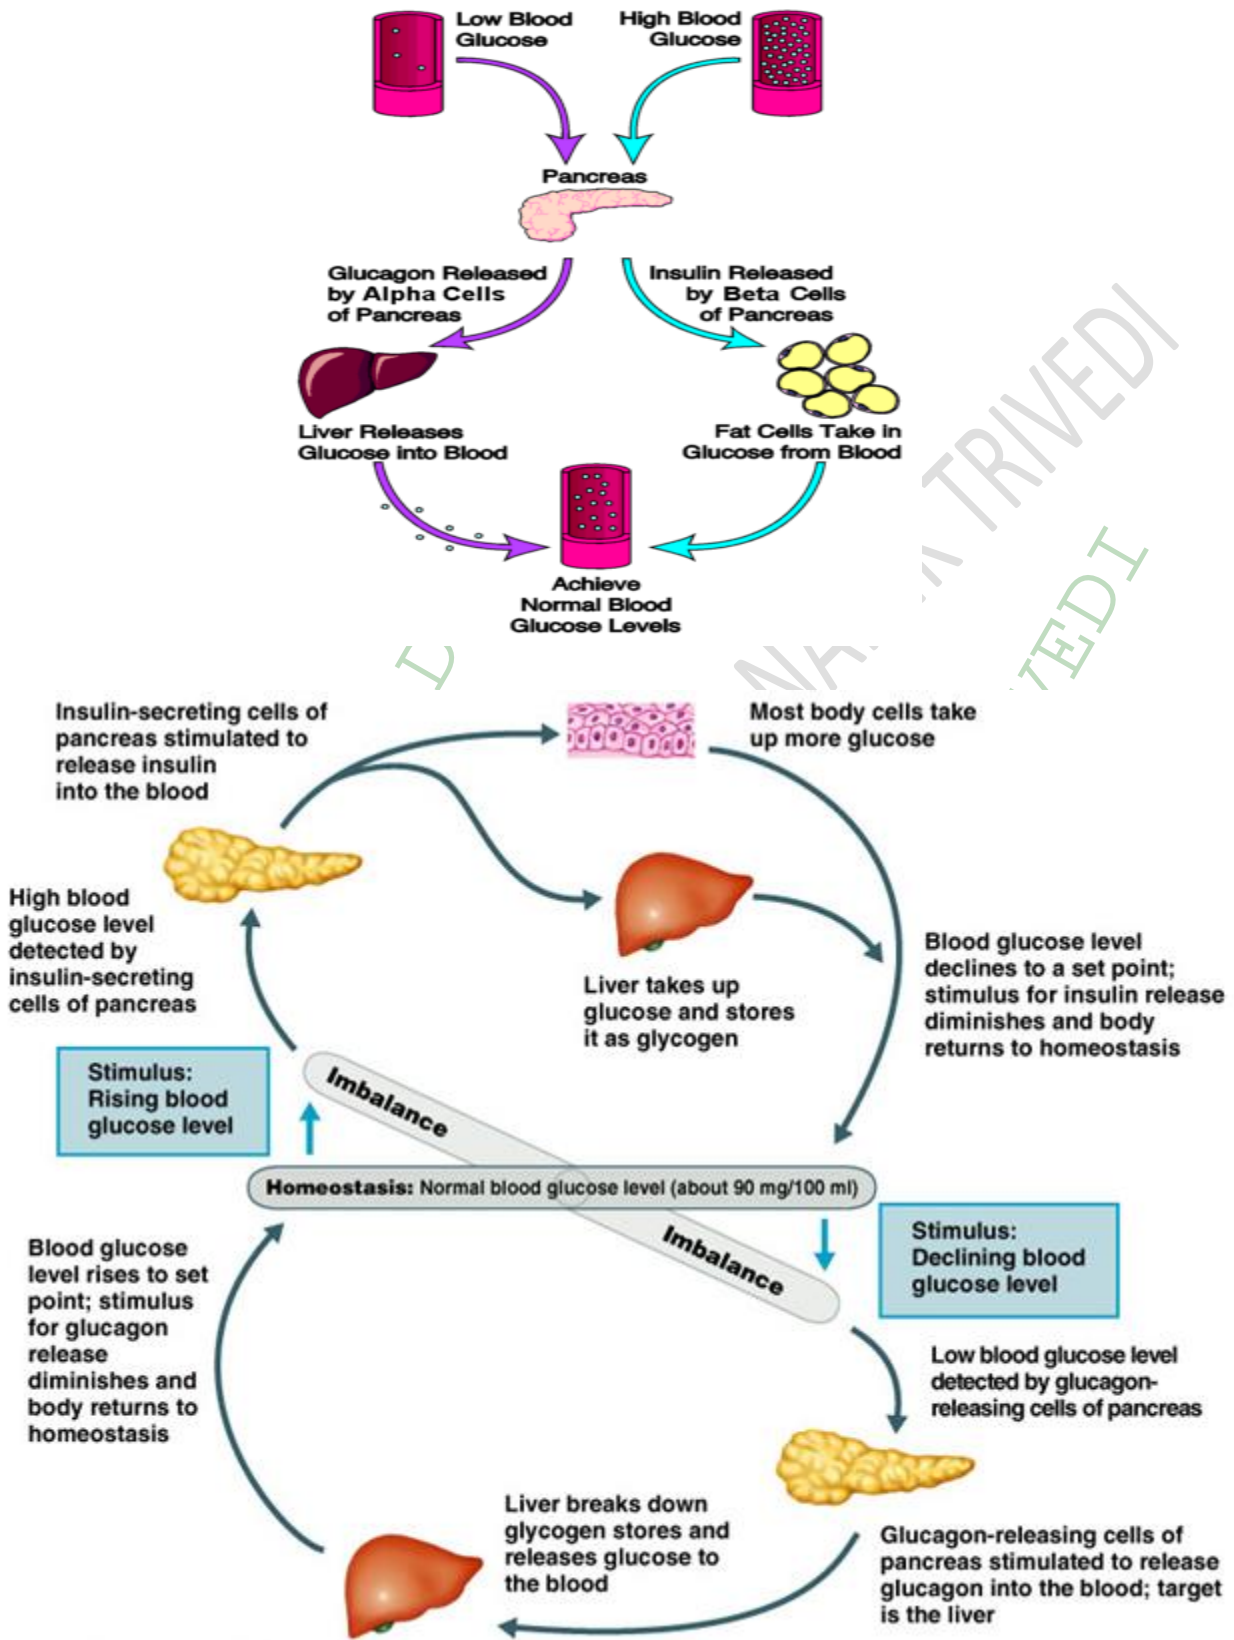 Low Blood
Glucose
High Blood
Glucose
Pancreas
Glucagon Released
by Alpha Cells
of Pancreas
Insulin Released
by Beta Cells
of Pancreas
Liver Releases
Glucose into Blood
Fat Cells Take in
Glucose from Blood
Achieve
Normal Blood
Glucose Levels
TRIVEDI
Insulin-secreting cells of
pancreas stimulated to
release insulin
into the blood
Most body cells take
up more glucose
High blood
glucose level
detected by
insulin-secreting
cells of pancreas
Liver takes up
glucose and stores
it as glycogen
Blood glucose level
declines to a set point;
stimulus for insulin release
diminishes and body
returns to homeostasis
Stimulus:
Rising blood
glucose level
Imbalance
Homeostasis: Normal blood glucose level (about 90 mg/100 ml)
Imbalance
Stimulus:
Declining blood
glucose level
Blood glucose
level rises to set
point; stimulus
for glucagon
release
diminishes and
body returns to
homeostasis
Low blood glucose level
detected by glucagon-
releasing cells of pancreas
Liver breaks down
glycogen stores and
releases glucose to
the blood
Glucagon-releasing cells of
pancreas stimulated to release
glucagon into the blood; target
is the liver